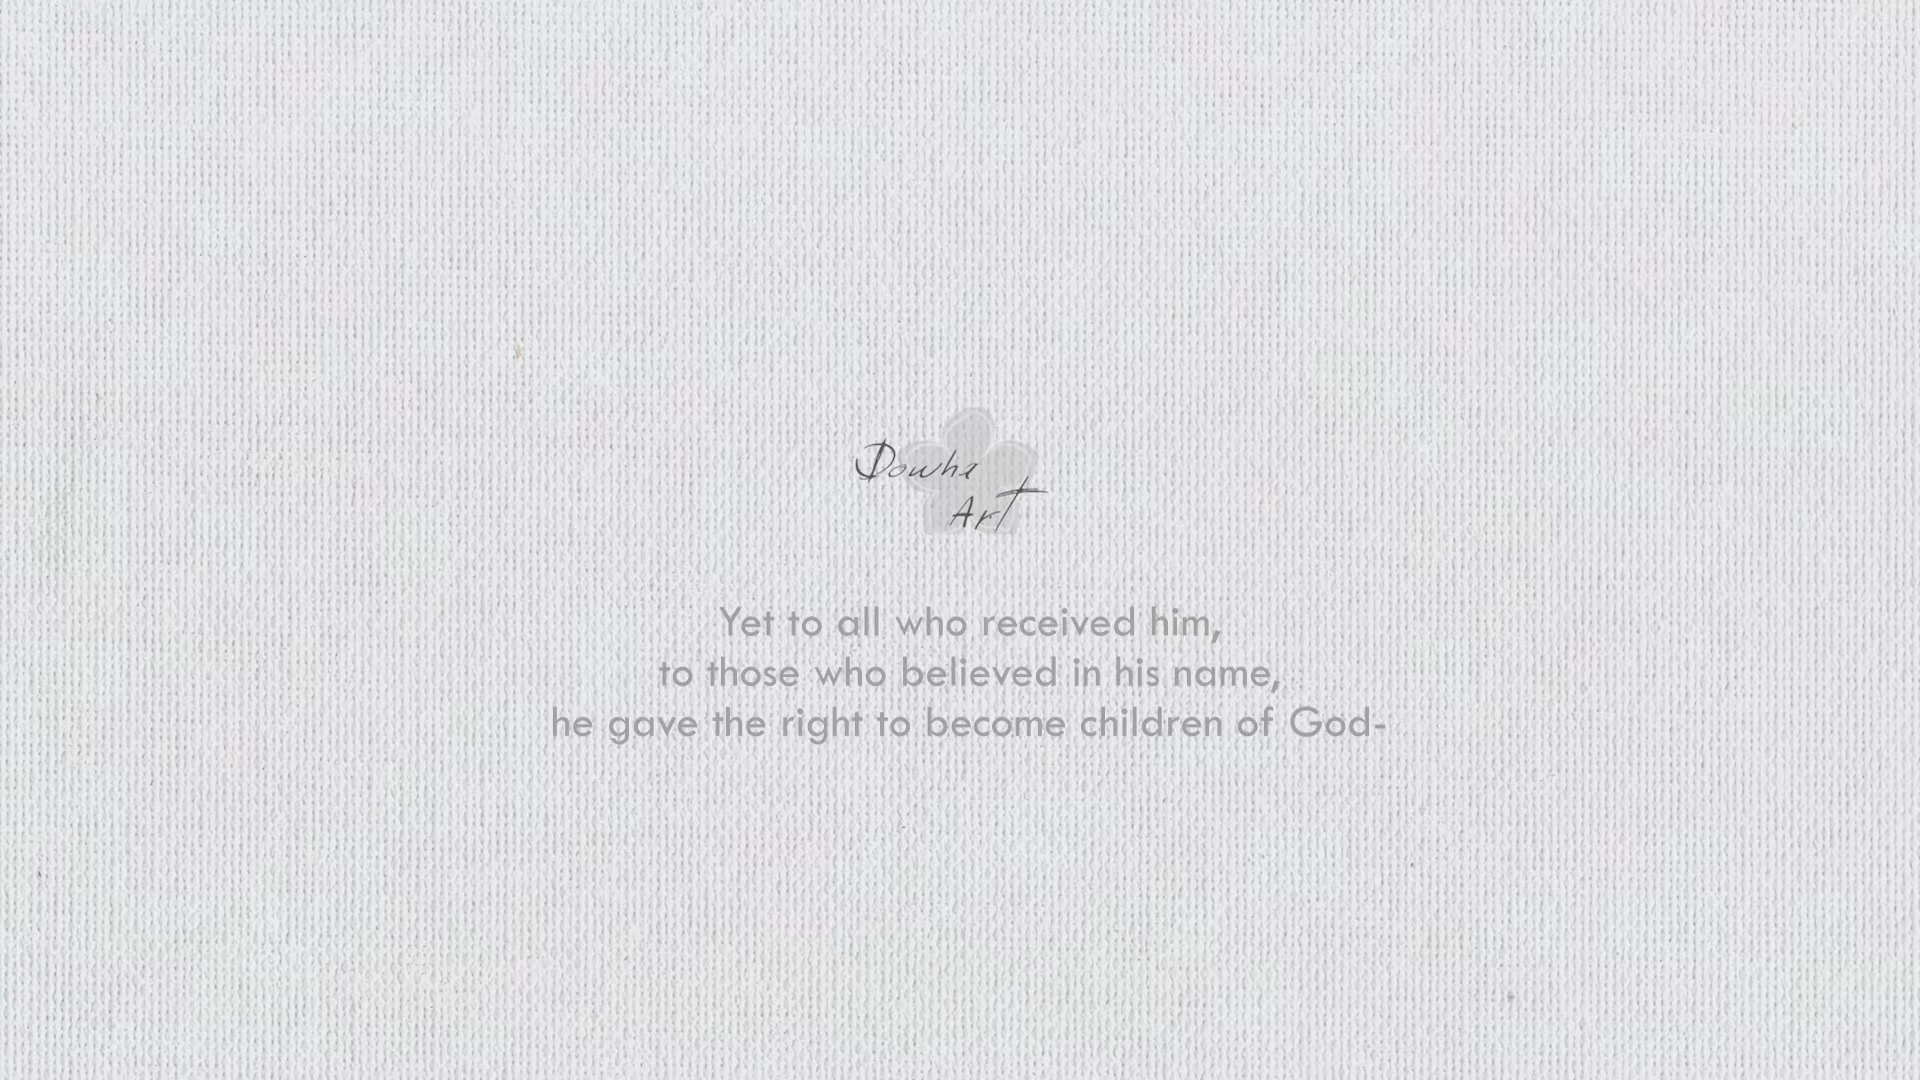 Dowha
Art
Yet to all who received him,
to those who believed in his name,
he gave the right to become children of God-